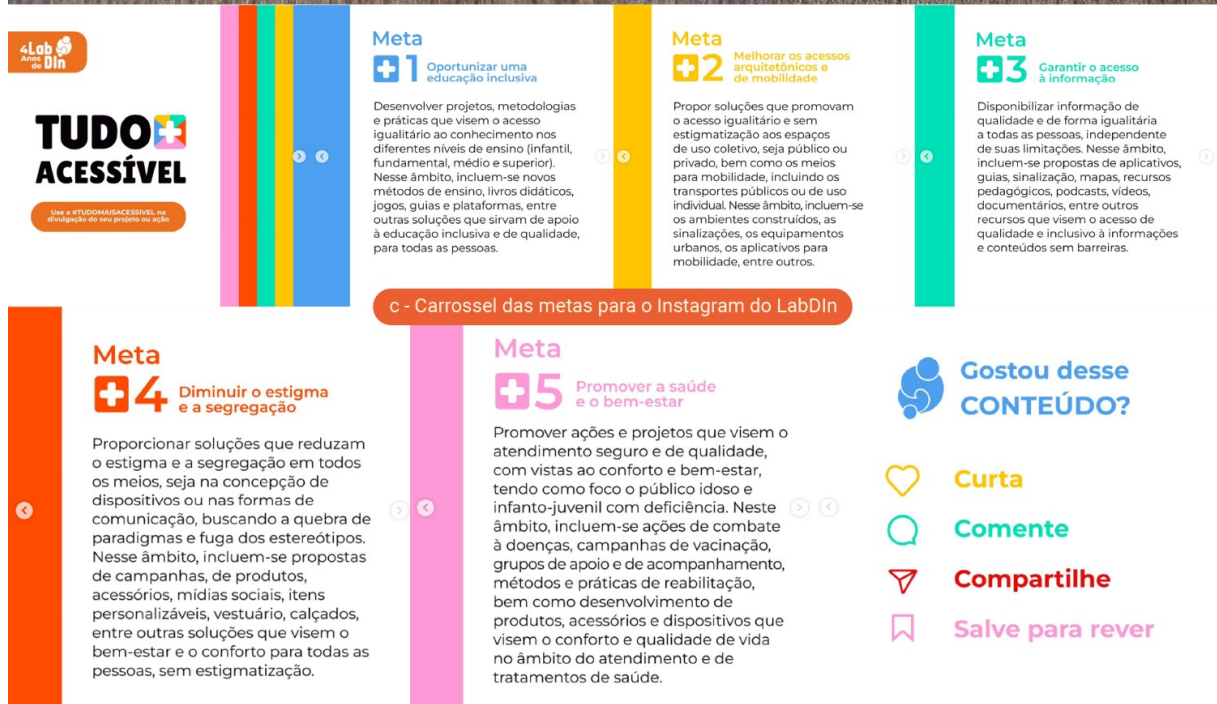 4 Lab
Anos
de DIn
TUDO+
ACESSÍVEL
Use a #TUDOMAISACESSIVEL na
divulgação do seu projeto ou ação
Meta
+1 Oportunizar uma
educação inclusiva
Desenvolver projetos, metodologias
e práticas que visem o acesso
igualitário ao conhecimento nos
diferentes níveis de ensino (infantil,
fundamental, médio e superior).
Nesse âmbito, incluem-se novos
métodos de ensino, livros didáticos,
jogos, guias e plataformas, entre
outras soluções que sirvam de apoio
à educação inclusiva e de qualidade,
para todas as pessoas.
Meta
+2 Melhorar os acessos
arquitetônicos e
de mobilidade
Propor soluções que promovam
o acesso igualitário e sem
estigmatização aos espaços
de uso coletivo, seja público ou
privado, bem como os meios
para mobilidade, incluindo os
transportes públicos ou de uso
individual. Nesse âmbito, incluem-se
os ambientes construídos, as
sinalizações, os equipamentos
urbanos, os aplicativos para
mobilidade, entre outros.
Meta
+3 Garantir o acesso
à informação
Disponibilizar informação de
qualidade e de forma igualitária
a todas as pessoas, independente
de suas limitações. Nesse âmbito,
incluem-se propostas de aplicativos,
guias, sinalização, mapas, recursos
pedagógicos, podcasts, vídeos,
documentários, entre outros
recursos que visem o acesso de
qualidade e inclusivo à informações
e conteúdos sem barreiras.
c - Carrossel das metas para o Instagram do LabDIn
Meta
+4 Diminuir o estigma
e a segregação
Proporcionar soluções que reduzam
o estigma e a segregação em todos
os meios, seja na concepção de
dispositivos ou nas formas de
comunicação, buscando a quebra de
paradigmas e fuga dos estereótipos.
Nesse âmbito, incluem-se propostas
de campanhas, de produtos,
acessórios, mídias sociais, itens
personalizáveis, vestuário, calçados,
entre outras soluções que visem o
bem-estar e o conforto para todas as
pessoas, sem estigmatização.
Meta
+5 Promover a saúde
e o bem-estar
Promover ações e projetos que visem o
atendimento seguro e de qualidade,
com vistas ao conforto e bem-estar,
tendo como foco o público idoso e
infanto-juvenil com deficiência. Neste
âmbito, incluem-se ações de combate
à doenças, campanhas de vacinação,
grupos de apoio e de acompanhamento,
métodos e práticas de reabilitação,
bem como desenvolvimento de
produtos, acessórios e dispositivos que
visem o conforto e qualidade de vida
no âmbito do atendimento e de
tratamentos de saúde.
Gostou desse
CONTEÚDO?
Curta
Comente
Compartilhe
Salve para rever